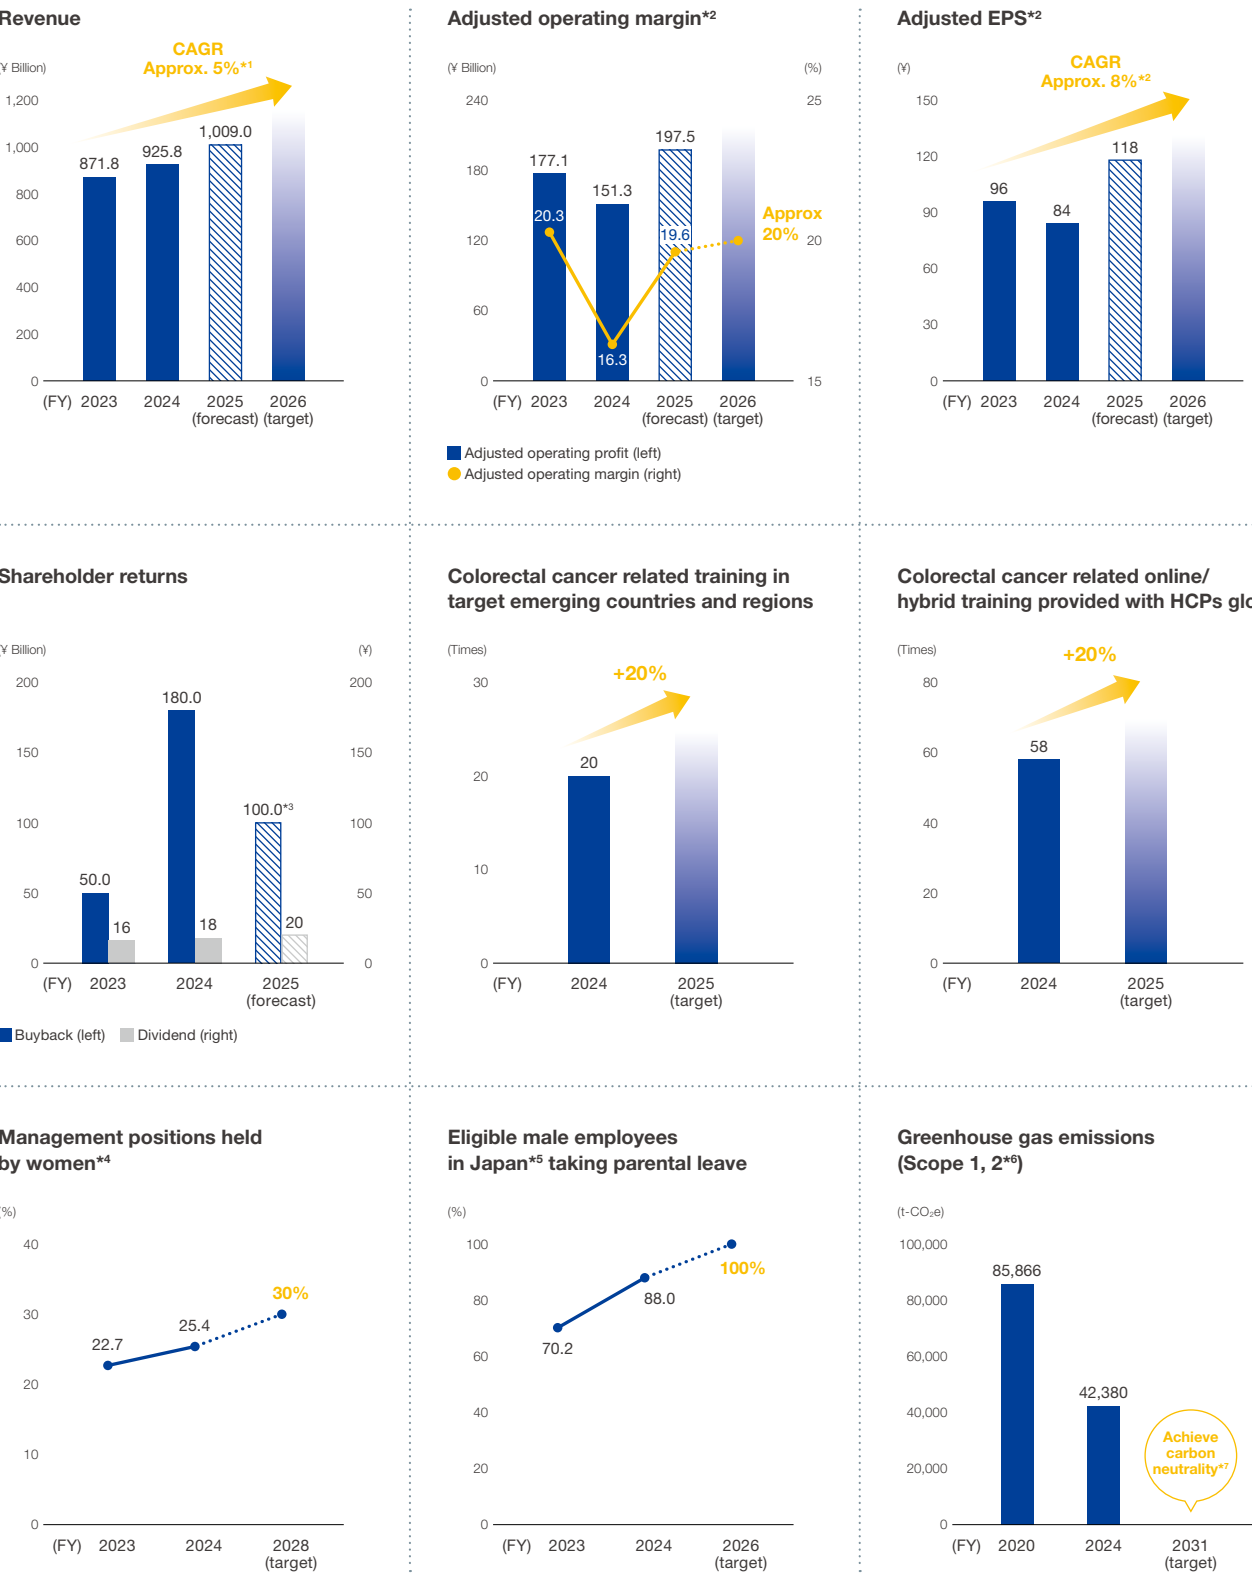 Revenue
(¥ Billion)
CAGR
Approx. 5%*1
1,200
1,000
800
600
400
200
0
871.8
925.8
1,009.0
(FY) 2023 2024 2025 2026
(forecast) (target)
Adjusted operating margin*2
(¥ Billion) (%)
240
180
120
60
0
25
20
15
177.1
151.3
197.5
20.3
16.3
19.6
Approx
20%
(FY) 2023 2024 2025 2026
(forecast) (target)
Adjusted operating profit (left)
Adjusted operating margin (right)
Adjusted EPS*2
(¥)
CAGR
Approx. 8%*2
150
120
90
60
30
0
96
84
118
(FY) 2023 2024 2025 2026
(forecast) (target)
Shareholder returns
(¥ Billion) (¥)
200
150
100
50
0
200
150
100
50
0
50.0
16
180.0
18
100.0*3
20
(FY) 2023 2024 2025
(forecast)
Buyback (left) Dividend (right)
Colorectal cancer related training in
target emerging countries and regions
(Times)
+20%
30
20
10
0
20
(FY) 2024 2025
(target)
Colorectal cancer related online/
hybrid training provided with HCPs glo
(Times)
+20%
80
60
40
20
0
58
(FY) 2024 2025
(target)
Management positions held
by women*4
(%)
40
30
20
10
0
22.7
25.4
30%
(FY) 2023 2024 2028
(target)
Eligible male employees
in Japan*5 taking parental leave
(%)
100
80
60
40
20
0
70.2
88.0
100%
(FY) 2023 2024 2026
(target)
Greenhouse gas emissions
(Scope 1, 2*6)
(t-CO₂e)
100,000
80,000
60,000
40,000
20,000
0
85,866
42,380
Achieve
carbon
neutrality*7
(FY) 2020 2024 2031
(target)